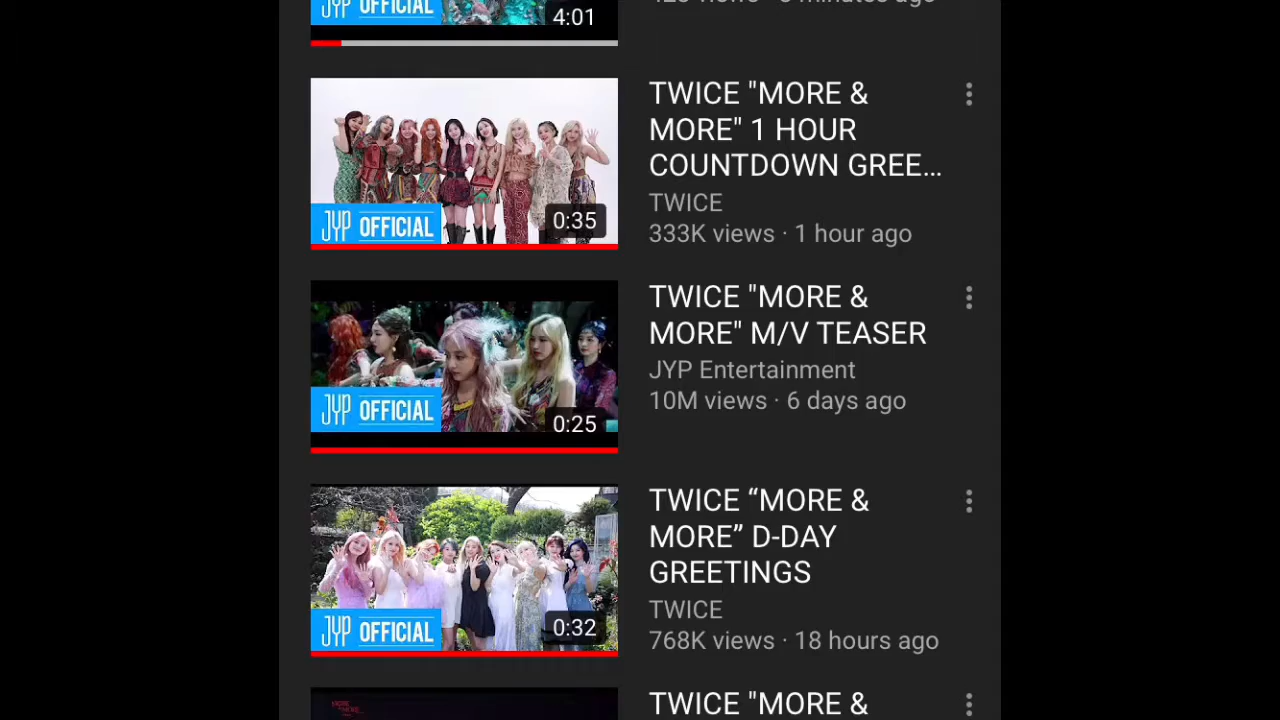 JYP OFFICIAL
4:01
TWICE "MORE &
MORE" 1 HOUR
COUNTDOWN GREE…
TWICE
333K views · 1 hour ago
JYP OFFICIAL
0:35
TWICE "MORE &
MORE" M/V TEASER
JYP Entertainment
10M views · 6 days ago
JYP OFFICIAL
0:25
TWICE “MORE &
MORE” D-DAY
GREETINGS
TWICE
768K views · 18 hours ago
JYP OFFICIAL
0:32
TWICE "MORE &